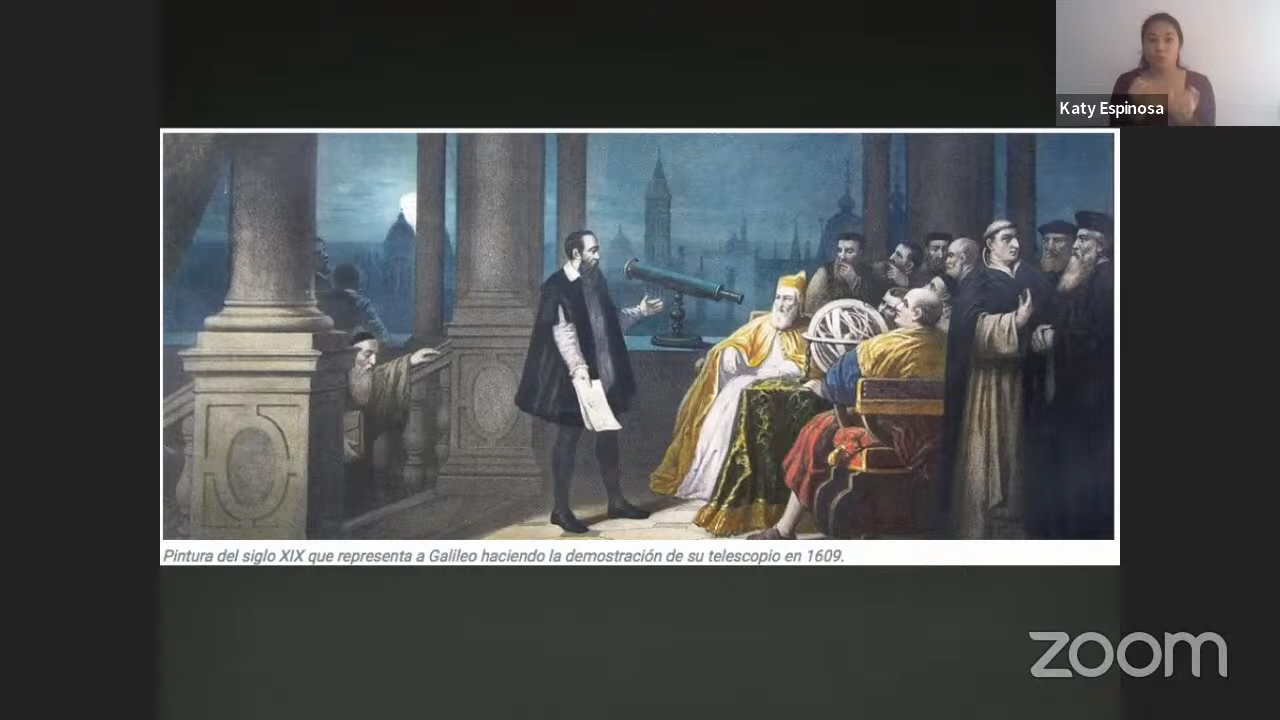 Katy Espinosa
Pintura del siglo XIX que representa a Galileo haciendo la demostración de su telescopio en 1609.
zoom